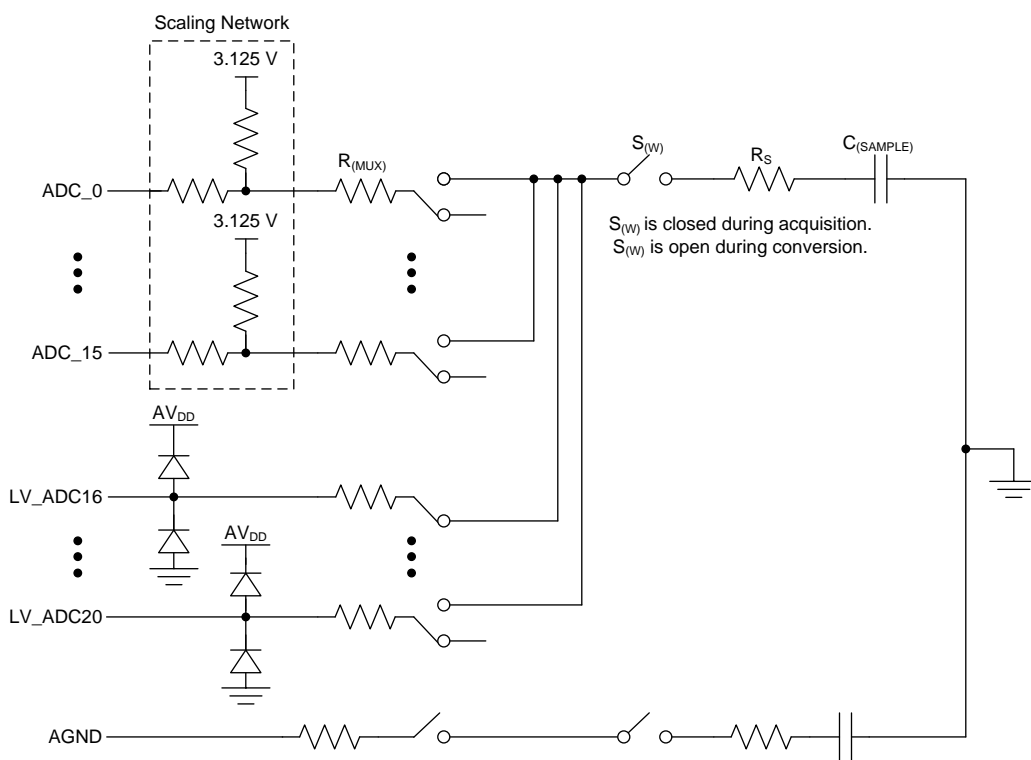 Scaling Network
3.125 V
ADC_0
R(MUX)
S(W)
RS
C(SAMPLE)
S(W) is closed during acquisition.
S(W) is open during conversion.
3.125 V
ADC_15
AVDD
LV_ADC16
AVDD
LV_ADC20
AGND